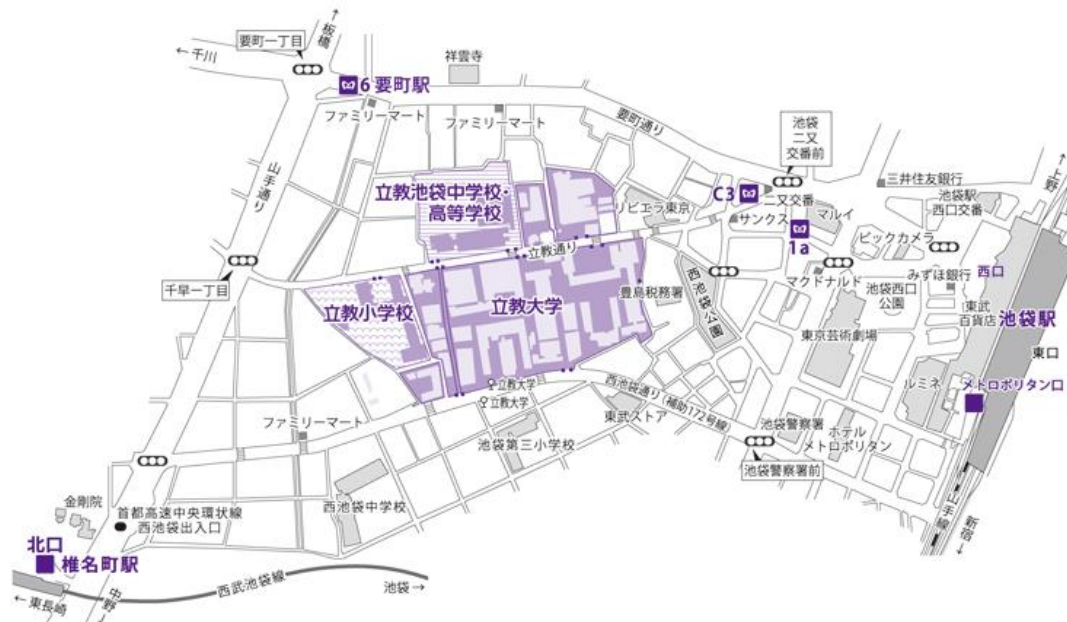 ↑板橋
要町一丁目
← 千川
祥雲寺
6 要町駅
ファミリーマート
ファミリーマート
要町通り
池袋
二又
交番前
三井住友銀行
↑上野
池袋駅
西口交番
C3
二又交番
サンクス
マルイ
1a
ビックカメラ
立教池袋中学校・
高等学校
リビエラ東京
山手通り
立教通り
千早一丁目
立教小学校
立教大学
豊島税務署
西池袋公園
マクドナルド
みずほ銀行
池袋西口
公園
西口
東武
百貨店
池袋駅
東口
東京芸術劇場
ルミネ
メトロポリタン口
立教大学
立教大学
西池袋通り（補助172号線）
東武ストア
ファミリーマート
池袋第三小学校
池袋警察署
ホテル
メトロポリタン
池袋警察署前
西池袋中学校
山手線
新宿↓
金剛院
首都高速中央環状線
西池袋出入口
北口
椎名町駅
西武池袋線
池袋 →
← 東長崎
中野↓